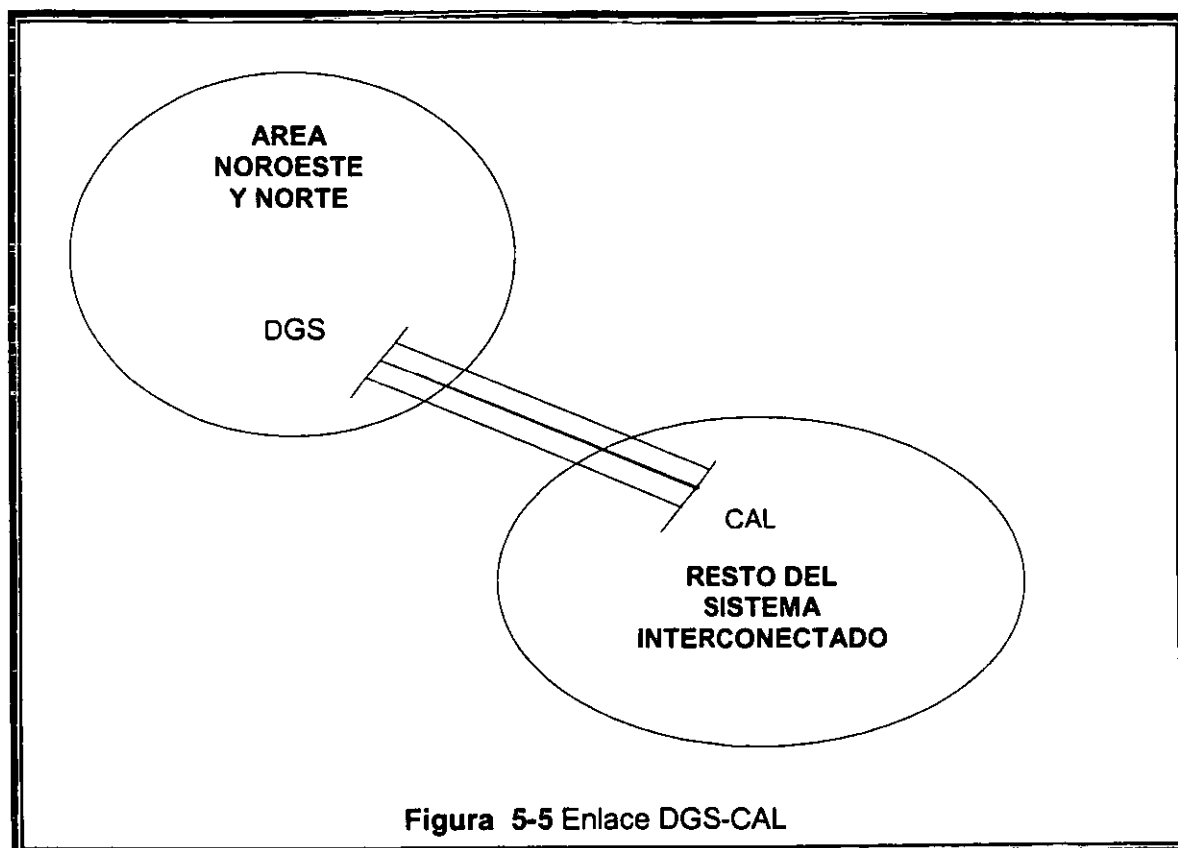 AREA
NOROESTE
Y NORTE
DGS
CAL
RESTO DEL
SISTEMA
INTERCONECTADO
Figura 5-5 Enlace DGS-CAL